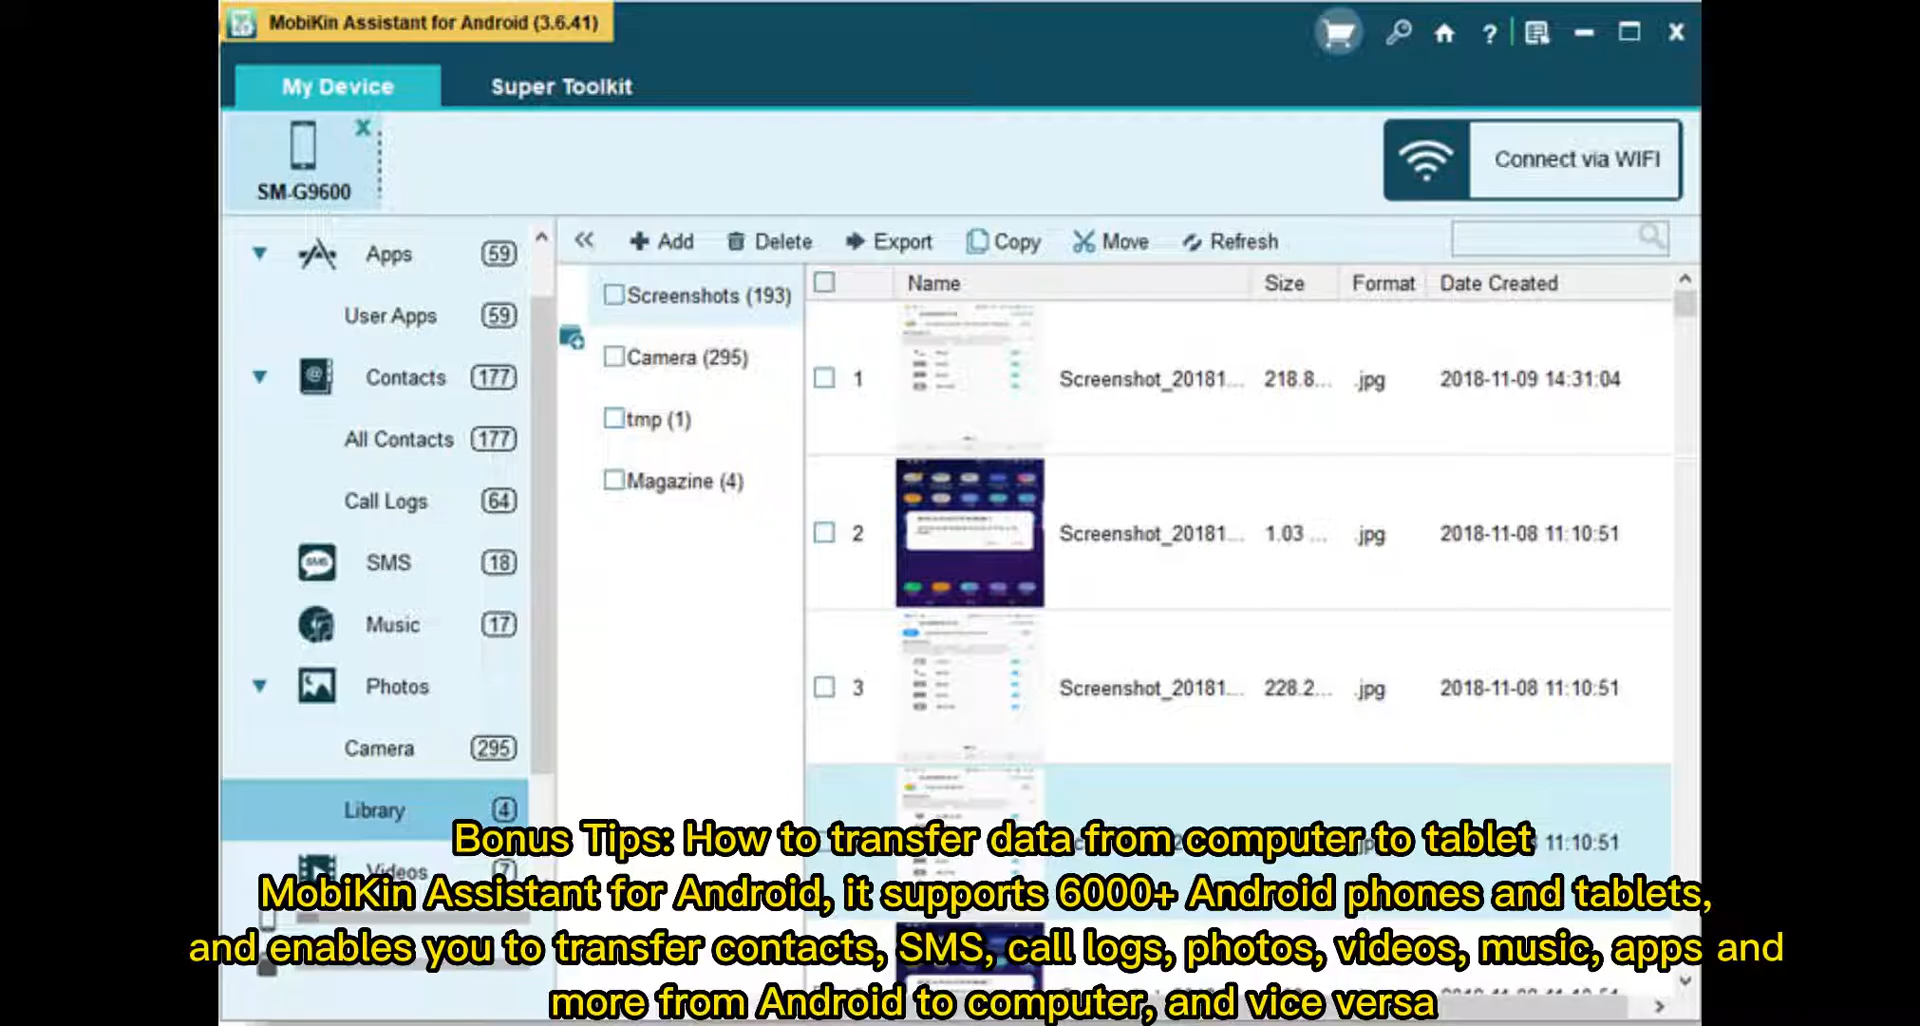 MobiKin Assistant for Android (3.6.41)
?
My Device
Super Toolkit
X
SM-G9600
Connect via WIFI
Apps 59
User Apps 59
Contacts 177
All Contacts 177
Call Logs 64
SMS 18
Music 17
Photos
Camera 295
Library 4
Videos 7
Add Delete Export Copy Move Refresh
Screenshots (193)
Camera (295)
tmp (1)
Magazine (4)
Name Size Format Date Created
1 Screenshot_20181... 218.8... .jpg 2018-11-09 14:31:04
2 Screenshot_20181... 1.03 ... .jpg 2018-11-08 11:10:51
3 Screenshot_20181... 228.2... .jpg 2018-11-08 11:10:51
11:10:51
Bonus Tips: How to transfer data from computer to tablet
MobiKin Assistant for Android, it supports 6000+ Android phones and tablets,
and enables you to transfer contacts, SMS, call logs, photos, videos, music, apps and
more from Android to computer, and vice versa